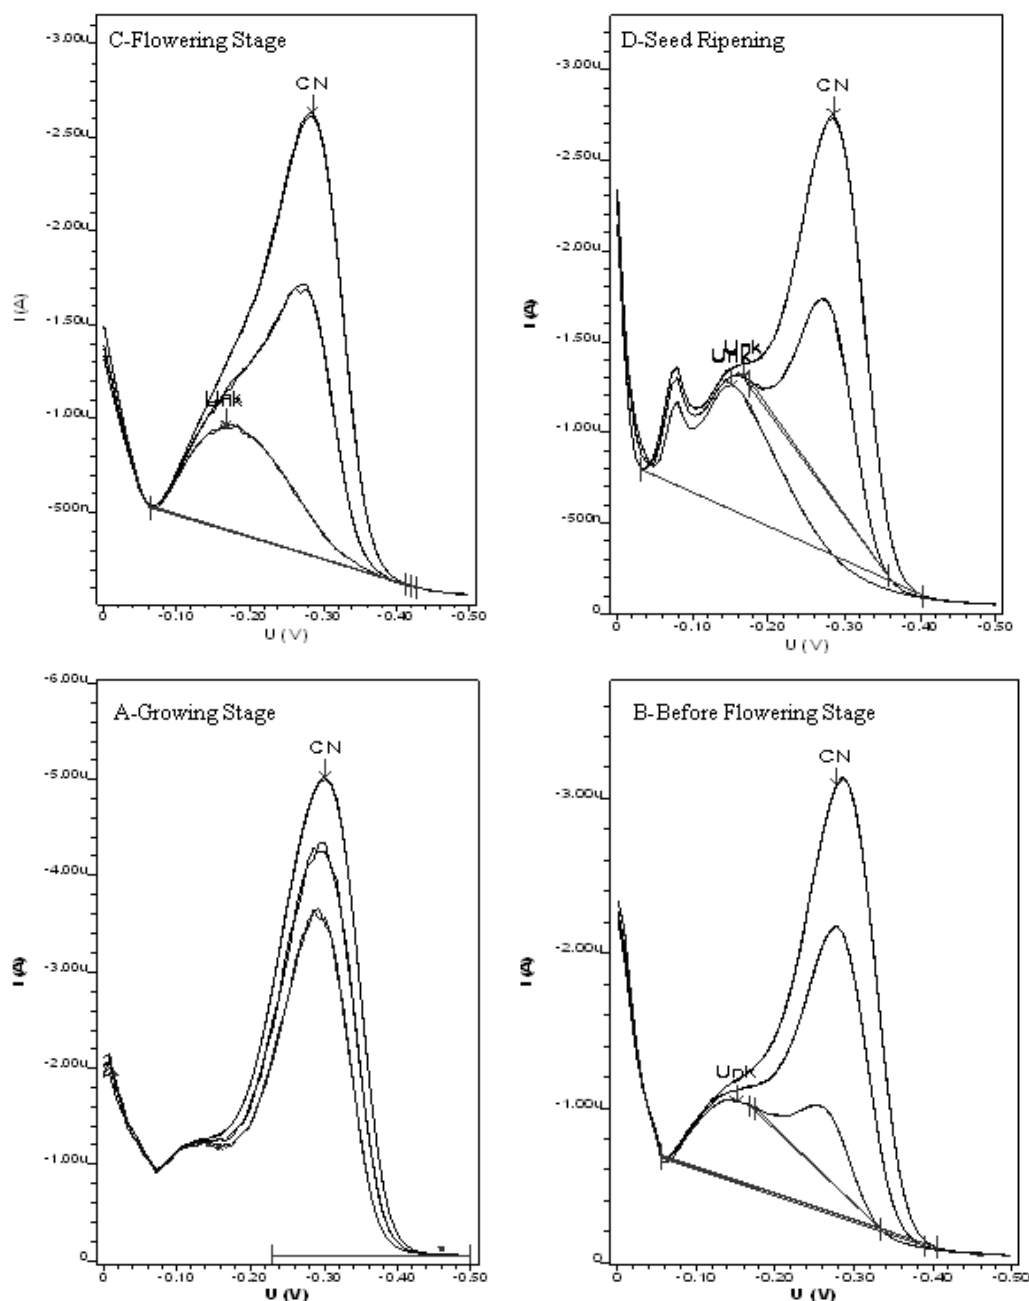 C-Flowering Stage
-3.00u
CN
-2.50u
-2.00u
I (A)
-1.50u
Unk
-1.00u
-500n
0 -0.10 -0.20 -0.30 -0.40 -0.50
U (V)
D-Seed Ripening
-3.00u
CN
-2.50u
-2.00u
I (A)
-1.50u
Unk
Unk
-1.00u
-500n
0
0 -0.10 -0.20 -0.30 -0.40 -0.50
U (V)
-6.00u
A-Growing Stage
CN
-5.00u
-4.00u
I (A)
-3.00u
-2.00u
-1.00u
0
0 -0.10 -0.20 -0.30 -0.40 -0.50
U (V)
B-Before Flowering Stage
CN
-3.00u
-2.00u
I (A)
Unk
-1.00u
0
0 -0.10 -0.20 -0.30 -0.40 -0.50
U (V)